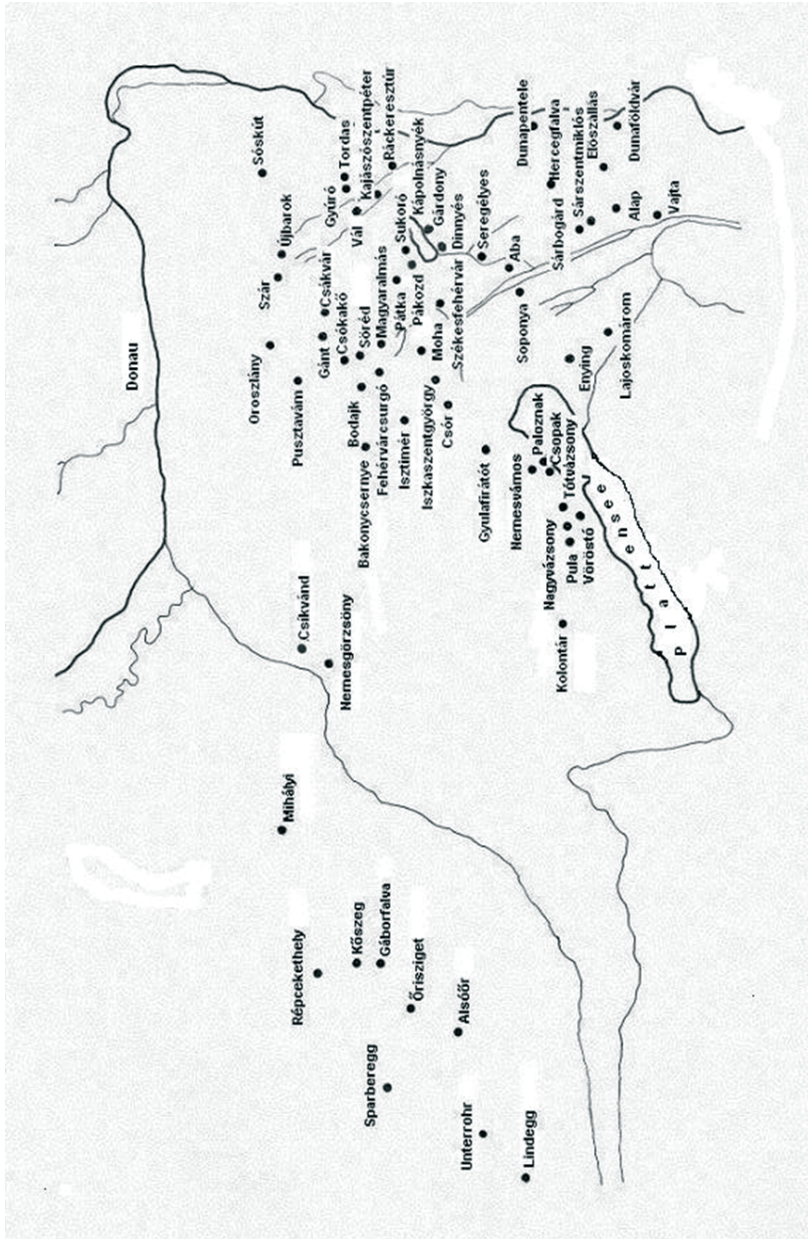 Donau
Sóskút
Újbarok
Szár
Oroszlány
Pusztavám
Gyúró
Tordas
Kajászószentpéter
Ráckeresztúr
Vál
Gánt
Csákvár
Csókakő
Söréd
Magyaralmás
Bodajk
Fehérvárcsurgó
Bakonycsernye
Isztimér
Iszkaszentgyörgy
Csór
Moha
Pátka
Pákozd
Sukoró
Kápolnásnyék
Gárdony
Dinnyés
Székesfehérvár
Seregélyes
Aba
Soponya
Dunapentele
Hercegfalva
Sárszentmiklós
Előszállás
Dunaföldvár
Sárbogárd
Alap
Vajta
Enying
Lajoskomárom
Gyulafirátót
Nemesvámos
Paloznak
Csopak
Tótvázsony
Nagyvázsony
Pula
Vöröstó
Kolontár
Plattensee
Csikvánd
Nemesgörzsöny
Mihályi
Répcekethely
Kőszeg
Gáborfalva
Őrisziget
Alsóőr
Sparberegg
Unterrohr
Lindegg